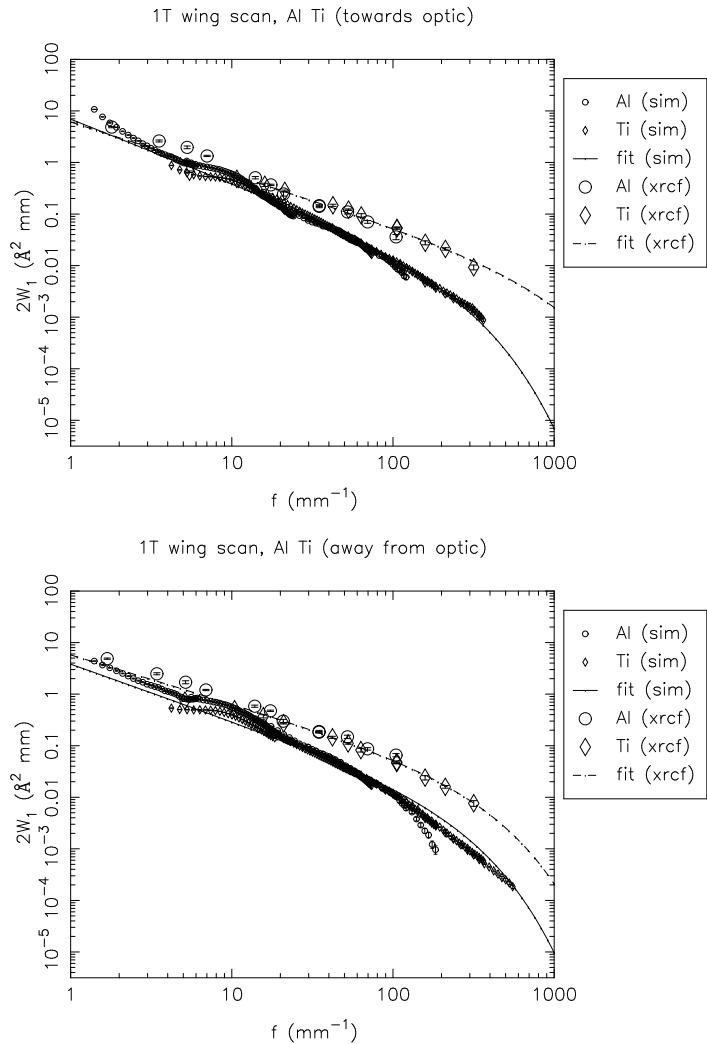 1T wing scan, Al Ti (towards optic)
100
10
1
0.1
0.01
10⁻³
10⁻⁴
10⁻⁵
2W₁ (Å² mm)
1 10 100 1000
f (mm⁻¹)
Al (sim)
Ti (sim)
fit (sim)
Al (xrcf)
Ti (xrcf)
fit (xrcf)
1T wing scan, Al Ti (away from optic)
100
10
1
0.1
0.01
10⁻³
10⁻⁴
10⁻⁵
2W₁ (Å² mm)
1 10 100 1000
f (mm⁻¹)
Al (sim)
Ti (sim)
fit (sim)
Al (xrcf)
Ti (xrcf)
fit (xrcf)